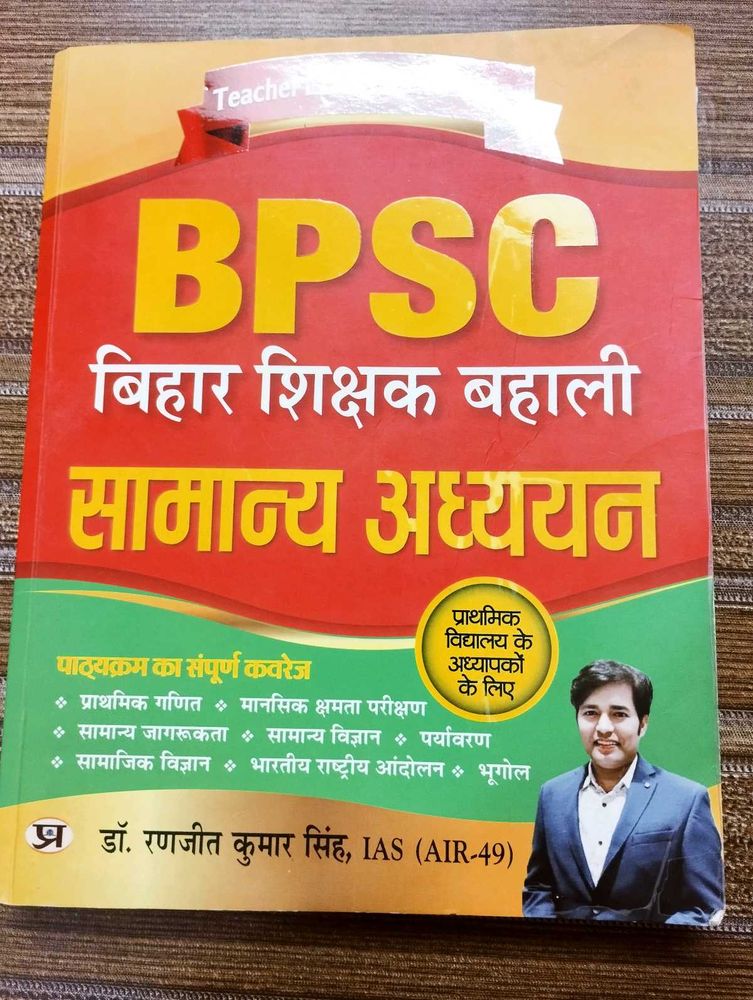 Teacher
BPSC
बिहार शिक्षक बहाली
सामान्य अध्ययन
प्राथमिक
विद्यालय के
अध्यापकों
के लिए
पाठ्यक्रम का संपूर्ण कवरेज
❖ प्राथमिक गणित ❖ मानसिक क्षमता परीक्षण
❖ सामान्य जागरूकता ❖ सामान्य विज्ञान ❖ पर्यावरण
❖ सामाजिक विज्ञान ❖ भारतीय राष्ट्रीय आंदोलन ❖ भूगोल
प्र
डॉ. रणजीत कुमार सिंह, IAS (AIR-49)